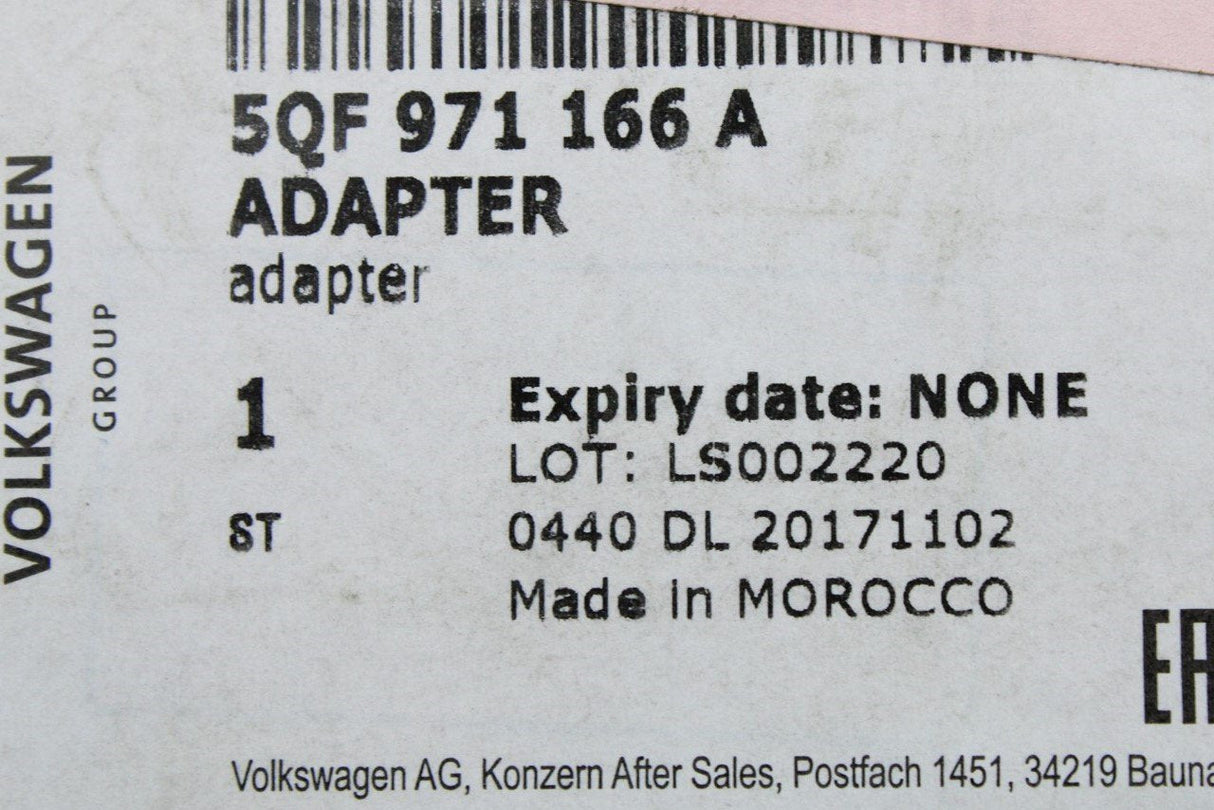 5QF 971 166 A
ADAPTER
adapter
1
Expiry date: NONE
LOT: LS002220
ST
0440 DL 20171102
Made in MOROCCO
VOLKSWAGEN
GROUP
Volkswagen AG, Konzern After Sales, Postfach 1451, 34219